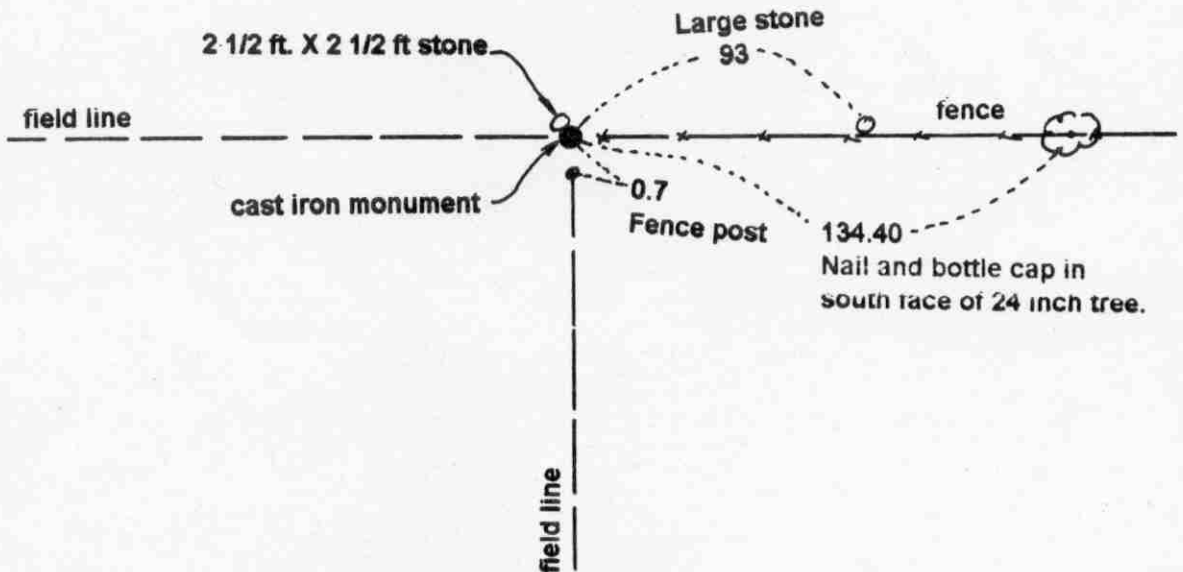 Large stone
93
2 1/2 ft. X 2 1/2 ft stone
field line
fence
cast iron monument
0.7
Fence post
134.40
Nail and bottle cap in
south face of 24 inch tree.
field line